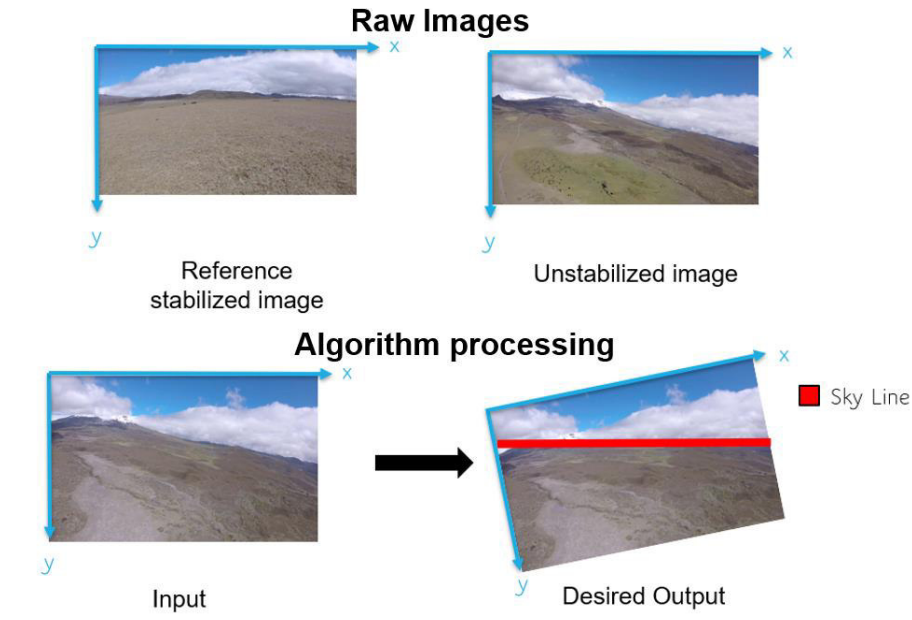 Raw Images
x
x
y
y
Reference
stabilized image
Unstabilized image
Algorithm processing
x
x
Sky Line
y
y
Input
Desired Output